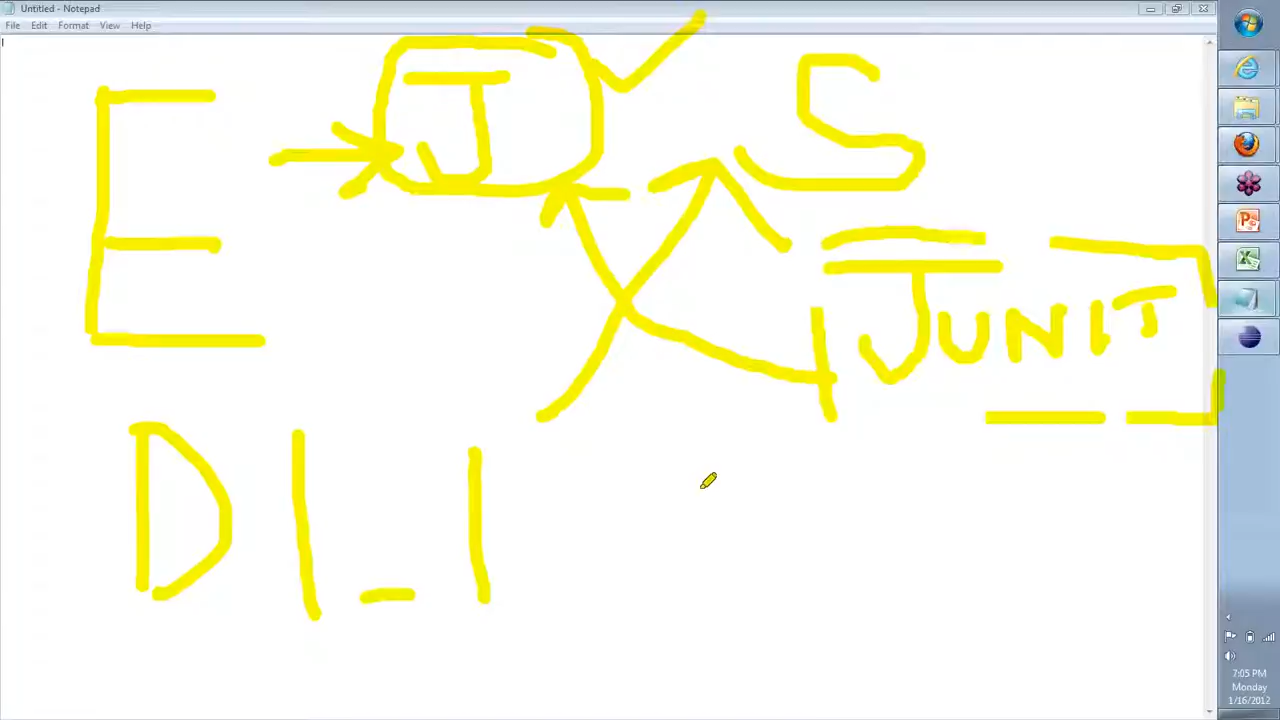 Untitled - Notepad
File Edit Format View Help
E J S
JUNIT
D I _ I
7:05 PM
Monday
1/16/2012